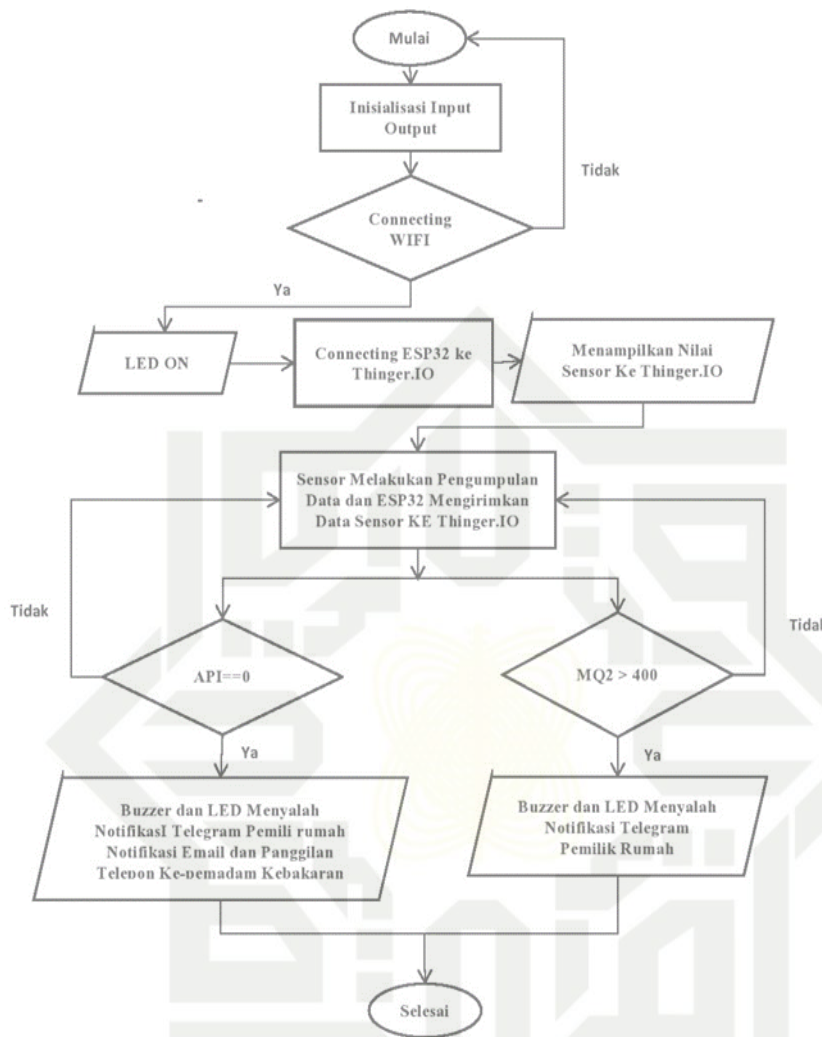 Mulai
Inisialisasi Input
Output
Tidak
Connecting
WIFI
Ya
LED ON
Connecting ESP32 ke
Thinger.IO
Menampilkan Nilai
Sensor Ke Thinger.IO
Sensor Melakukan Pengumpulan
Data dan ESP32 Mengirimkan
Data Sensor KE Thinger.IO
Tidak
Tidak
API==0
MQ2 > 400
Ya
Ya
Buzzer dan LED Menyalah
NotifikasI Telegram Pemili rumah
Notifikasi Email dan Panggilan
Telepon Ke-pemadam Kebakaran
Buzzer dan LED Menyalah
Notifikasi Telegram
Pemilik Rumah
Selesai